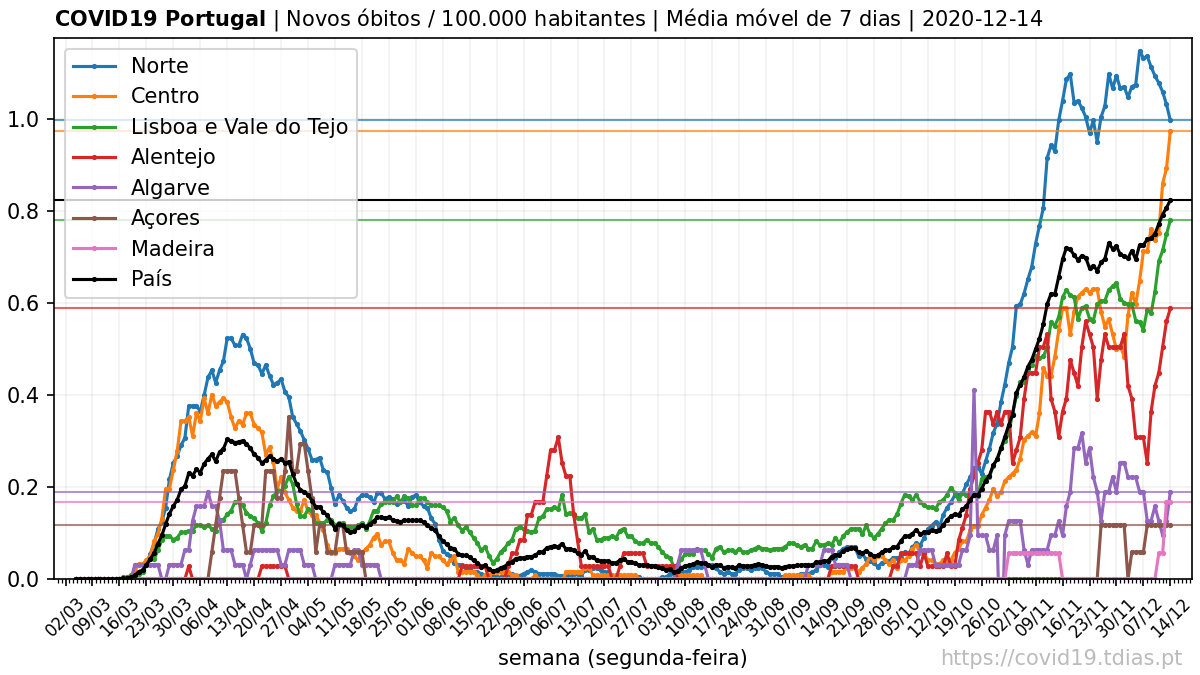 COVID19 Portugal | Novos óbitos / 100.000 habitantes | Média móvel de 7 dias | 2020-12-14
Norte
Centro
Lisboa e Vale do Tejo
Alentejo
Algarve
Açores
Madeira
País
1.0
0.8
0.6
0.4
0.2
0.0
02/03 09/03 16/03 23/03 30/03 06/04 13/04 20/04 27/04 04/05 11/05 18/05 25/05 01/06 08/06 15/06 22/06 29/06 06/07 13/07 20/07 27/07 03/08 10/08 17/08 24/08 31/08 07/09 14/09 21/09 28/09 05/10 12/10 19/10 26/10 02/11 09/11 16/11 23/11 30/11 07/12 14/12
semana (segunda-feira)
https://covid19.tdias.pt